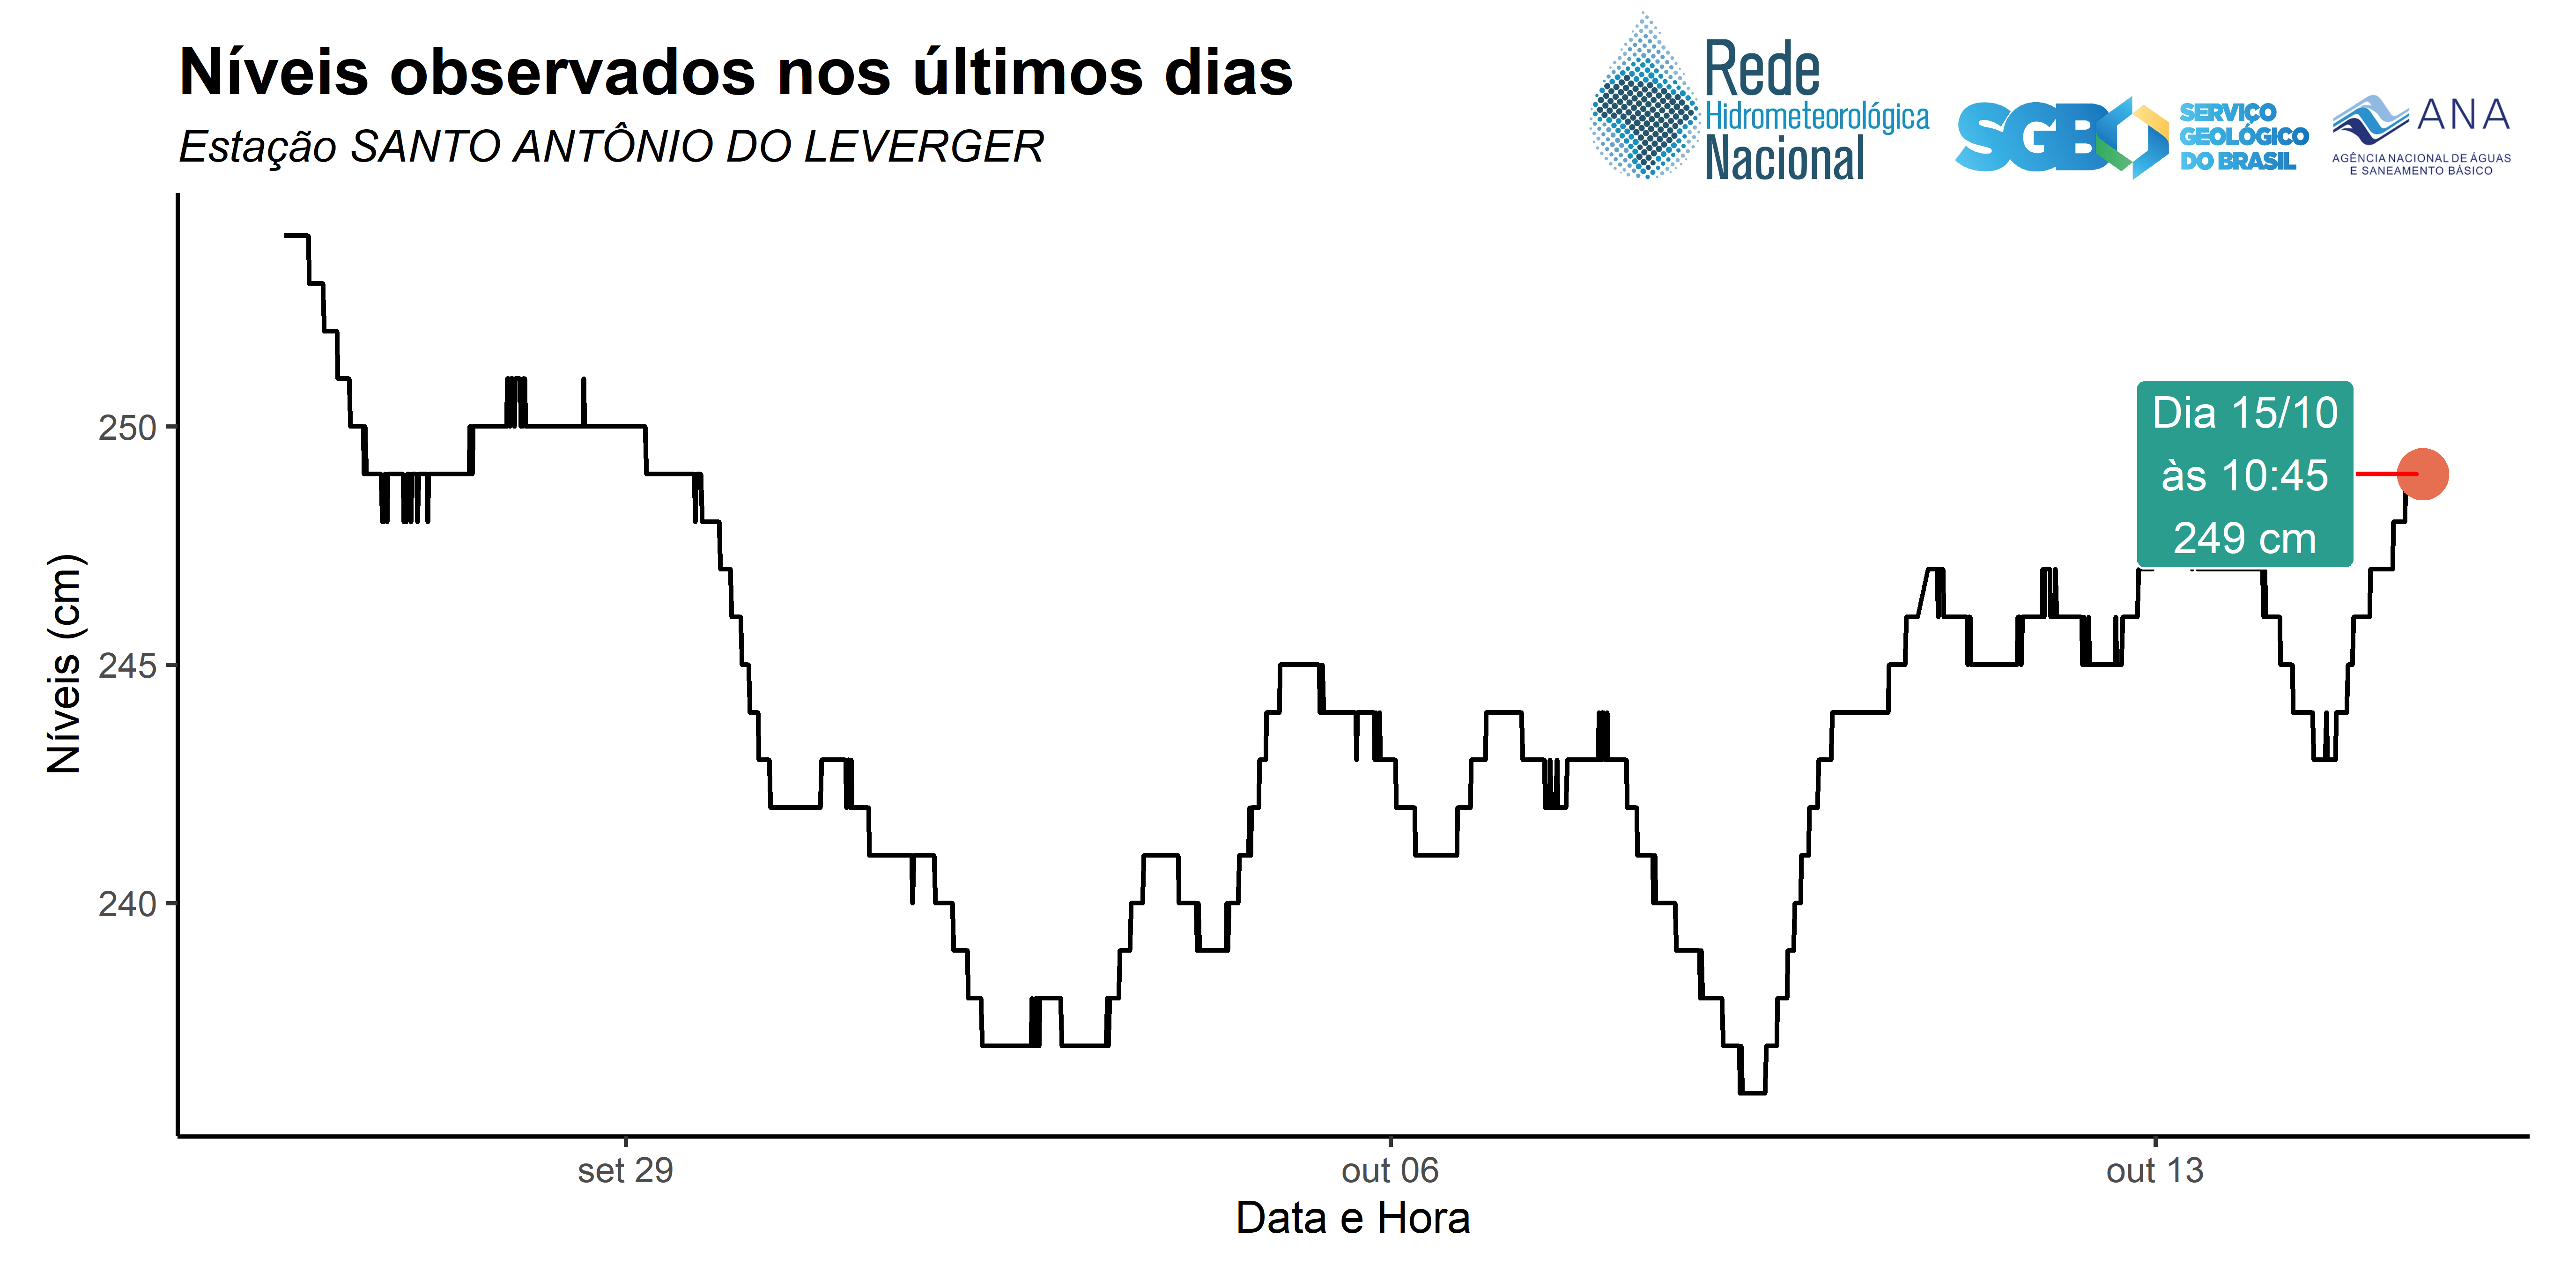 Níveis observados nos últimos dias
Estação SANTO ANTÔNIO DO LEVERGER
Rede
Hidrometeorológica
Nacional
SGB
SERVIÇO
GEOLÓGICO
DO BRASIL
ANA
AGÊNCIA NACIONAL DE ÁGUAS
E SANEAMENTO BÁSICO
Níveis (cm)
250
245
240
Dia 15/10
às 10:45
249 cm
set 29
out 06
out 13
Data e Hora